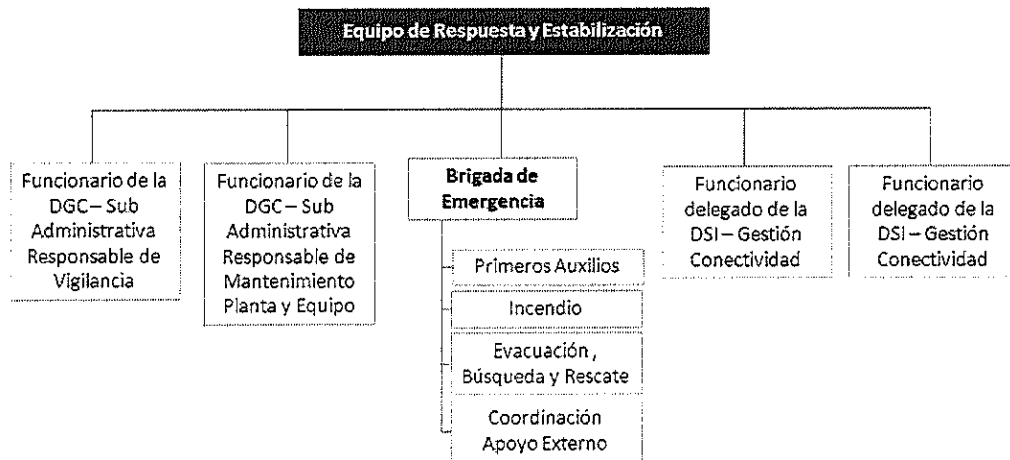 Equipo de Respuesta y Estabilización
Funcionario de la
DGC – Sub
Administrativa
Responsable de
Vigilancia
Funcionario de la
DGC – Sub
Administrativa
Responsable de
Mantenimiento
Planta y Equipo
Brigada de
Emergencia
Primeros Auxilios
Incendio
Evacuación ,
Búsqueda y Rescate
Coordinación
Apoyo Externo
Funcionario
delegado de la
DSI – Gestión
Conectividad
Funcionario
delegado de la
DSI – Gestión
Conectividad